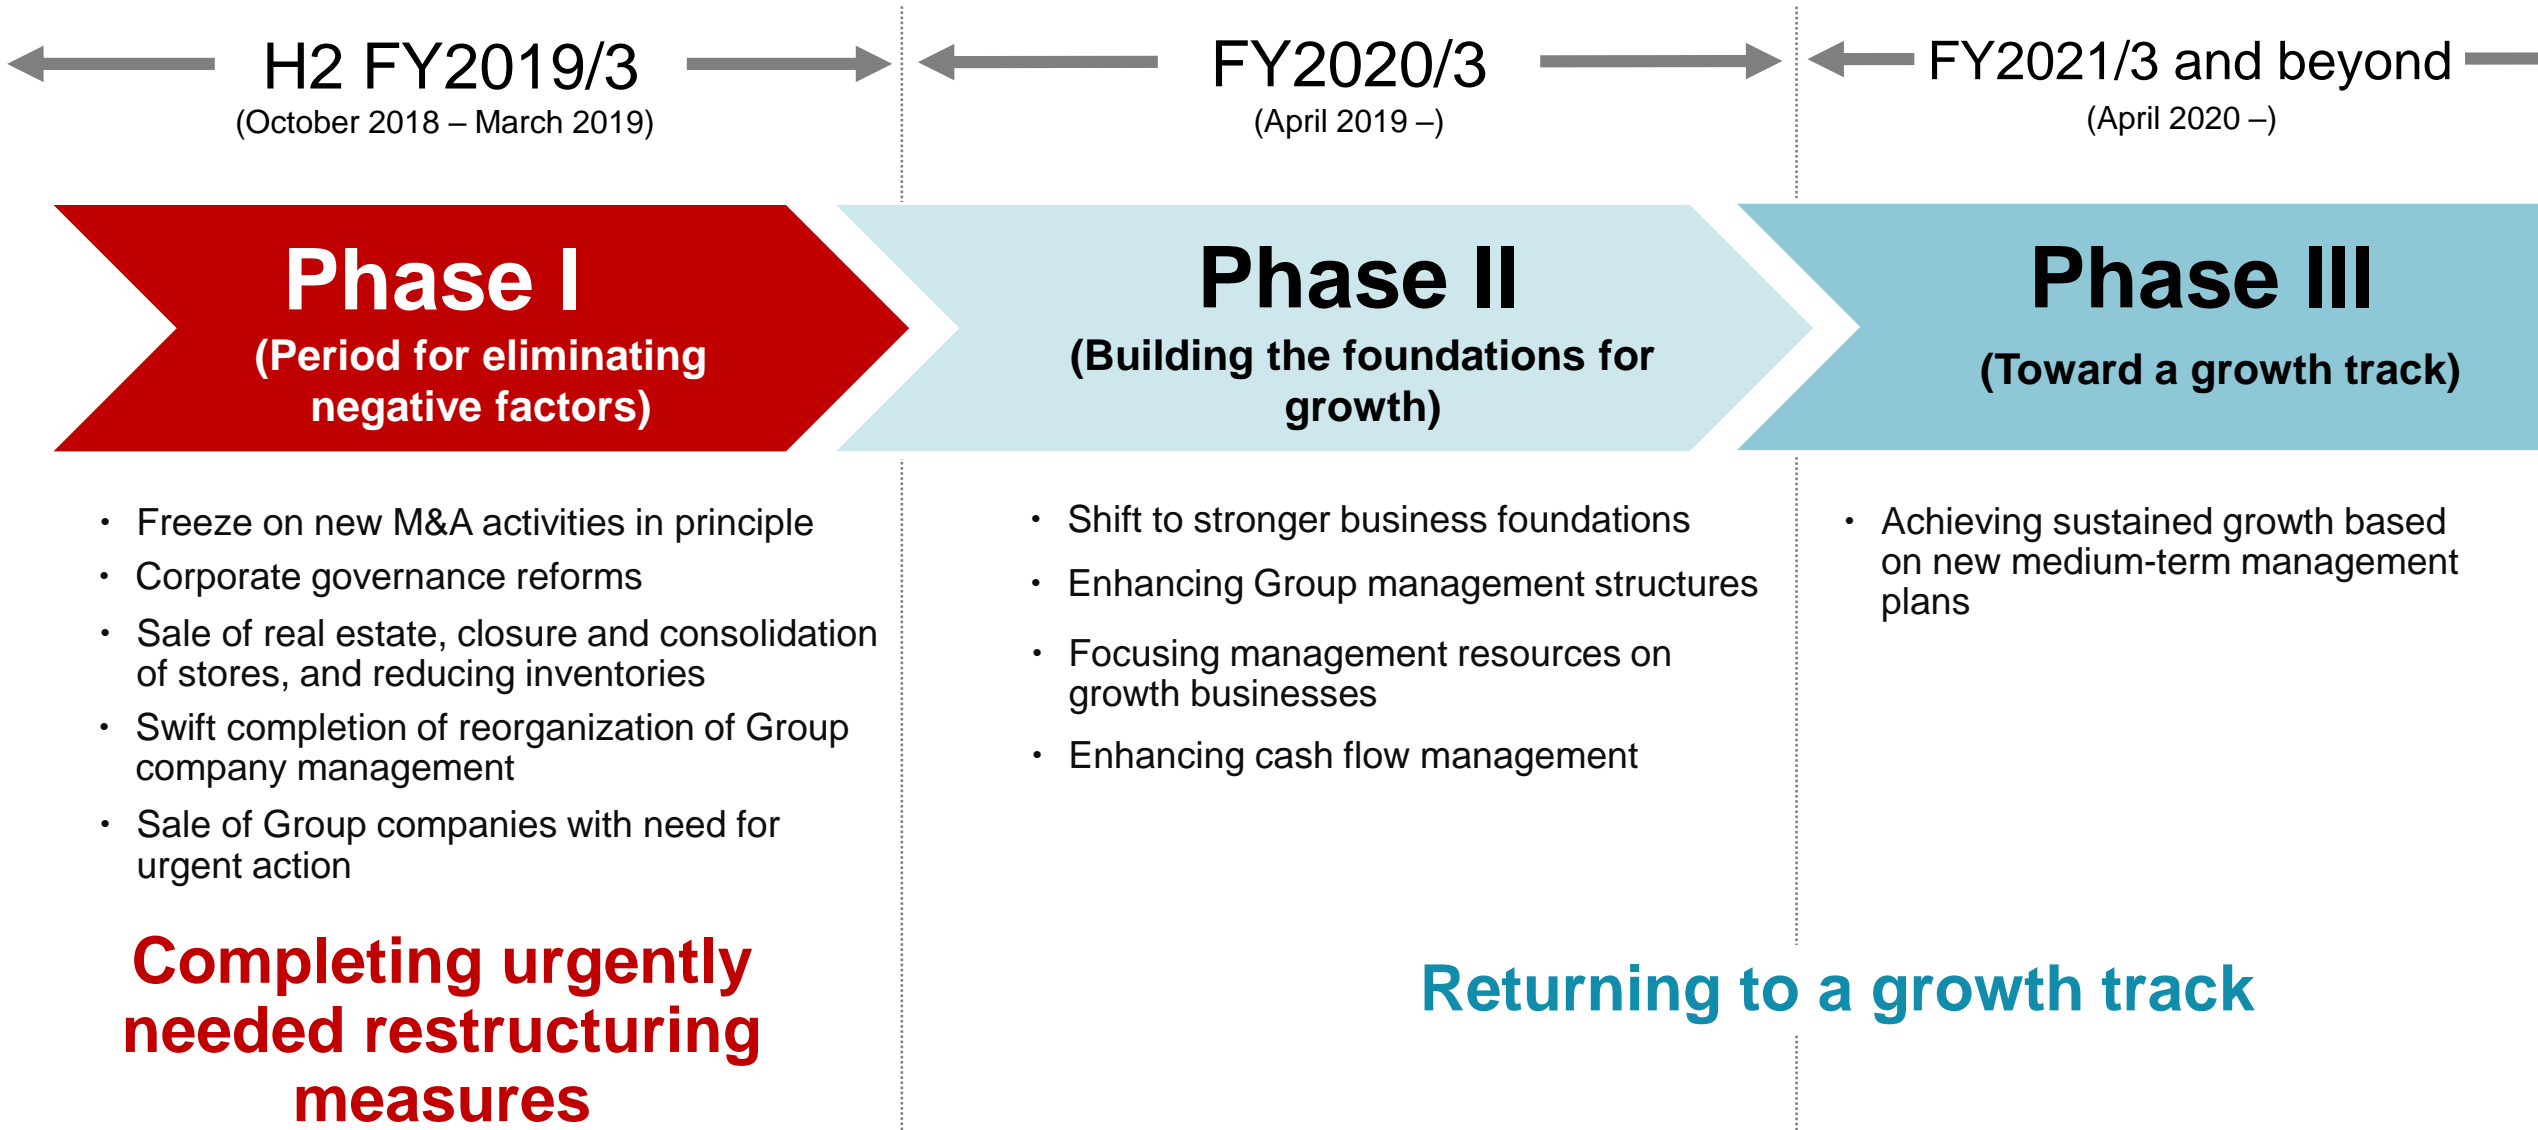 H2 FY2019/3
(October 2018 – March 2019)
FY2020/3
(April 2019 –)
FY2021/3 and beyond
(April 2020 –)
Phase I
(Period for eliminating
negative factors)
Phase II
(Building the foundations for
growth)
Phase III
(Toward a growth track)
・ Freeze on new M&A activities in principle
・ Corporate governance reforms
・ Sale of real estate, closure and consolidation
of stores, and reducing inventories
・ Swift completion of reorganization of Group
company management
・ Sale of Group companies with need for
urgent action
・ Shift to stronger business foundations
・ Enhancing Group management structures
・ Focusing management resources on
growth businesses
・ Enhancing cash flow management
・ Achieving sustained growth based
on new medium-term management
plans
Completing urgently
needed restructuring
measures
Returning to a growth track